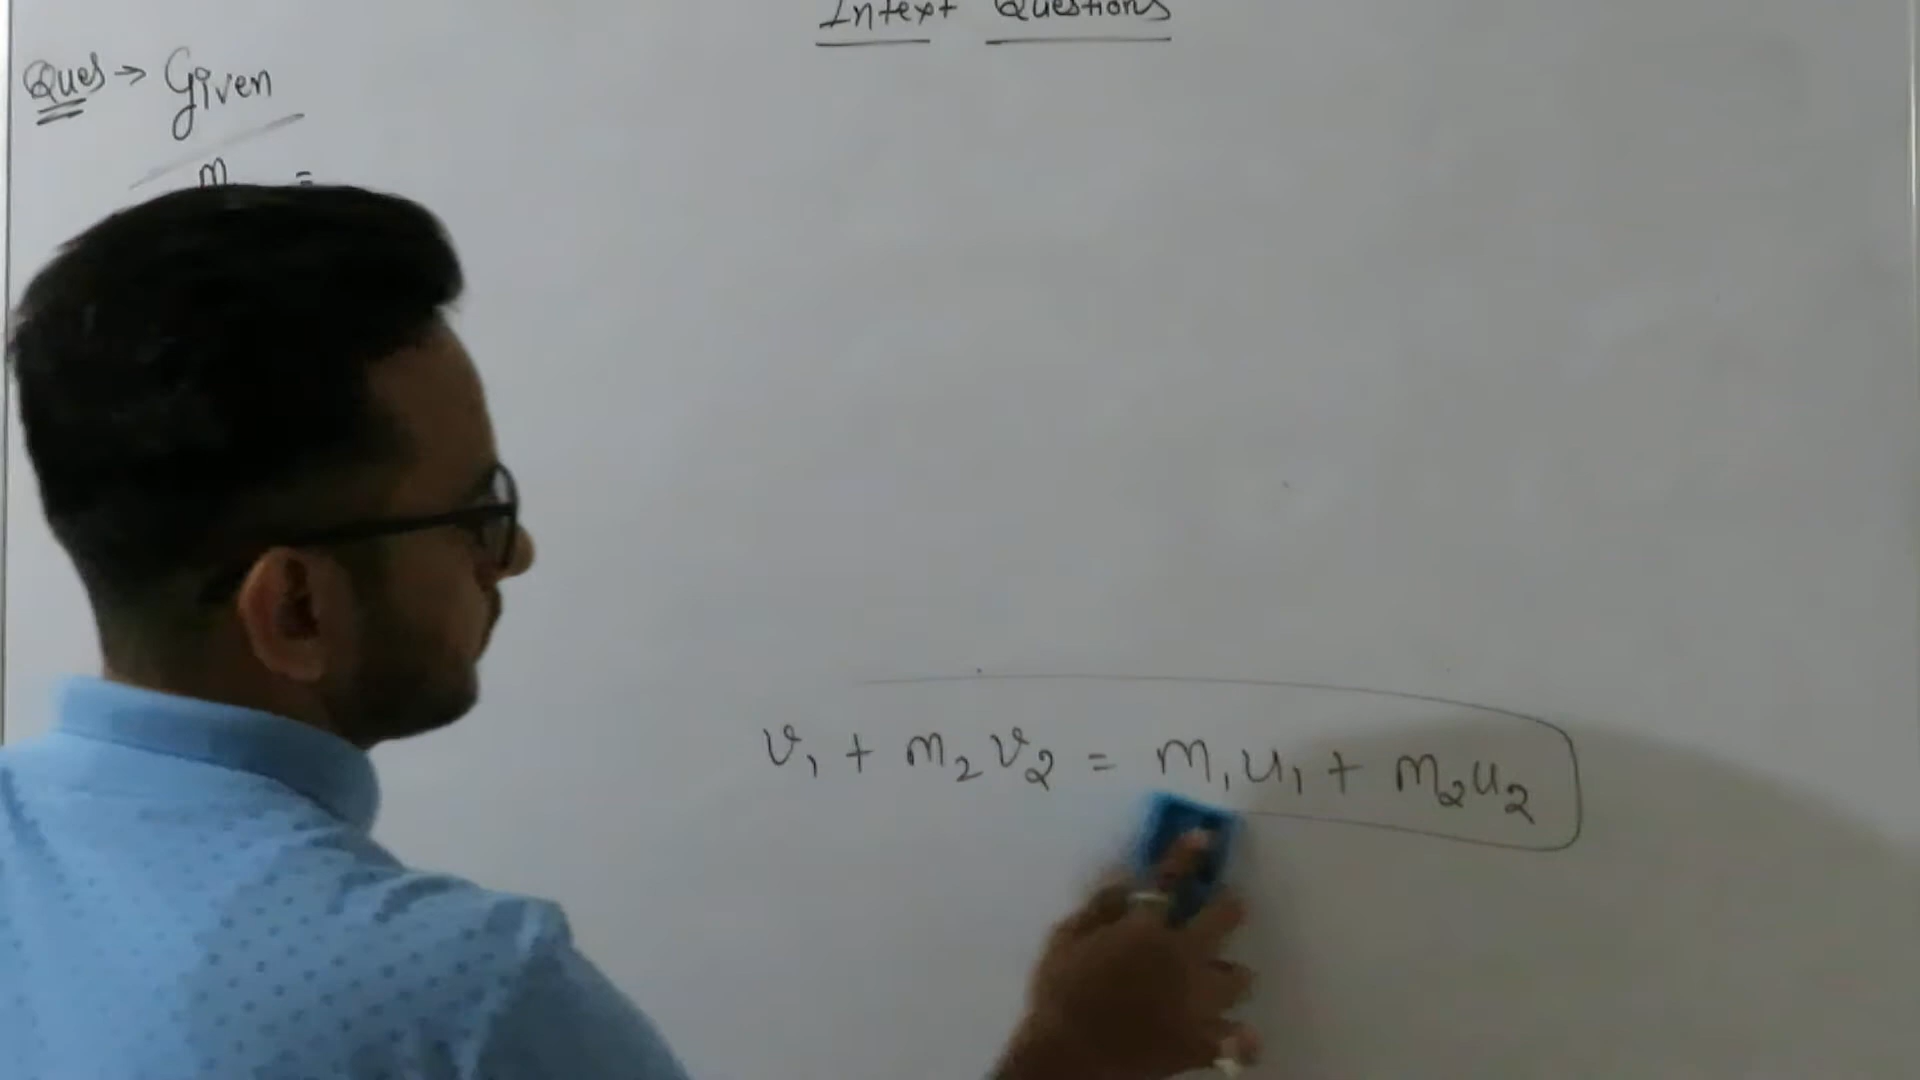 Intext Questions
Ques → Given
m =
v₁ + m₂v₂ = m₁u₁ + m₂u₂